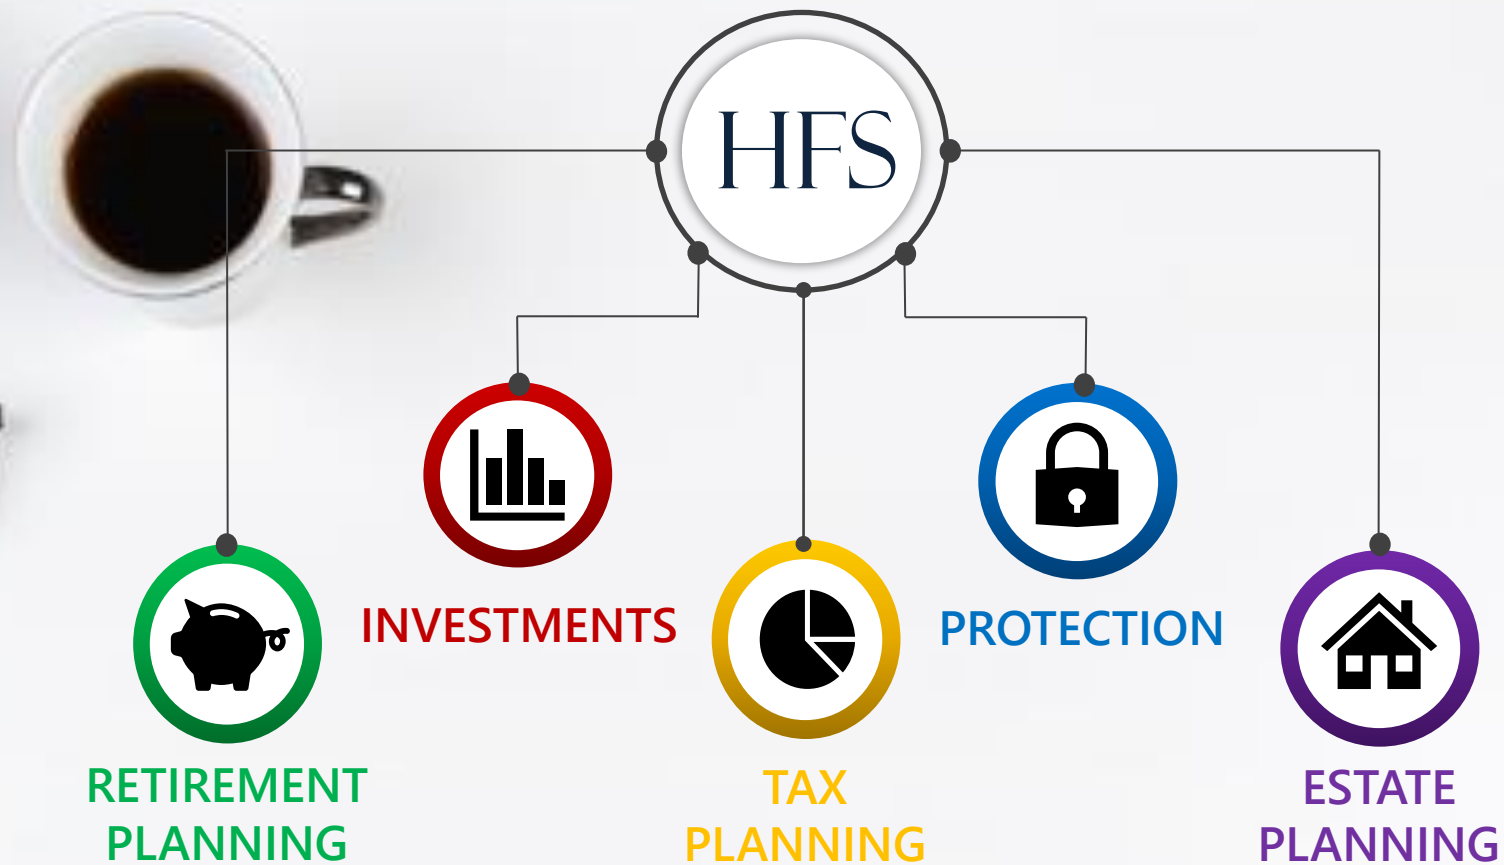 HFS
INVESTMENTS
PROTECTION
RETIREMENT
PLANNING
TAX
PLANNING
ESTATE
PLANNING